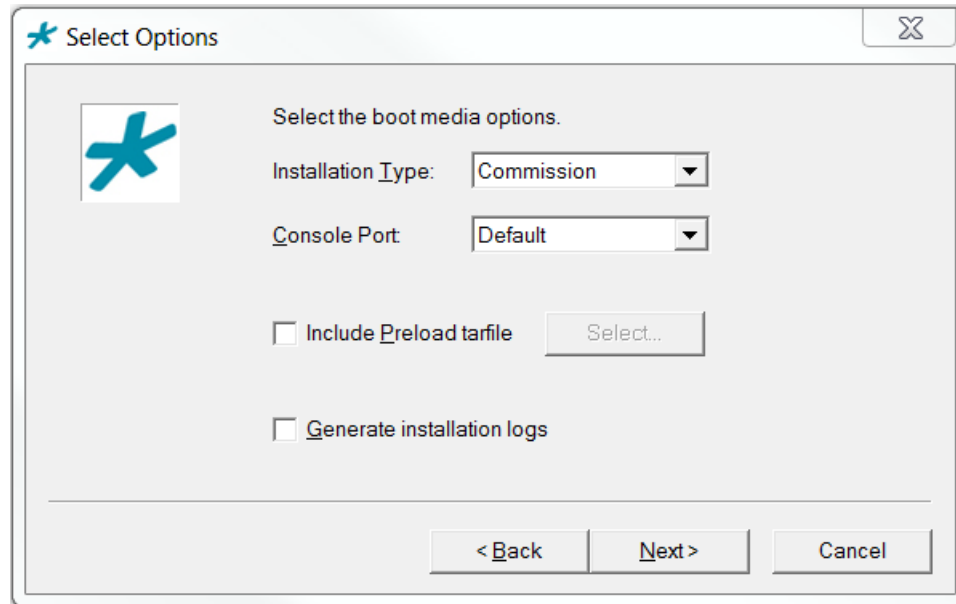 Select Options
Select the boot media options.
Installation Type: Commission
Console Port: Default
Include Preload tarfile Select...
Generate installation logs
< Back Next > Cancel